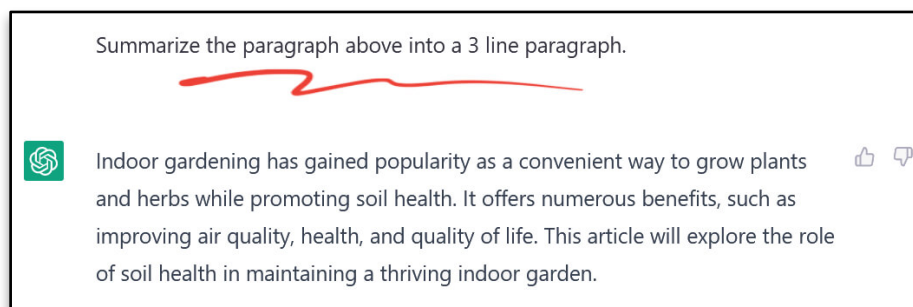 Summarize the paragraph above into a 3 line paragraph.
Indoor gardening has gained popularity as a convenient way to grow plants
and herbs while promoting soil health. It offers numerous benefits, such as
improving air quality, health, and quality of life. This article will explore the role
of soil health in maintaining a thriving indoor garden.